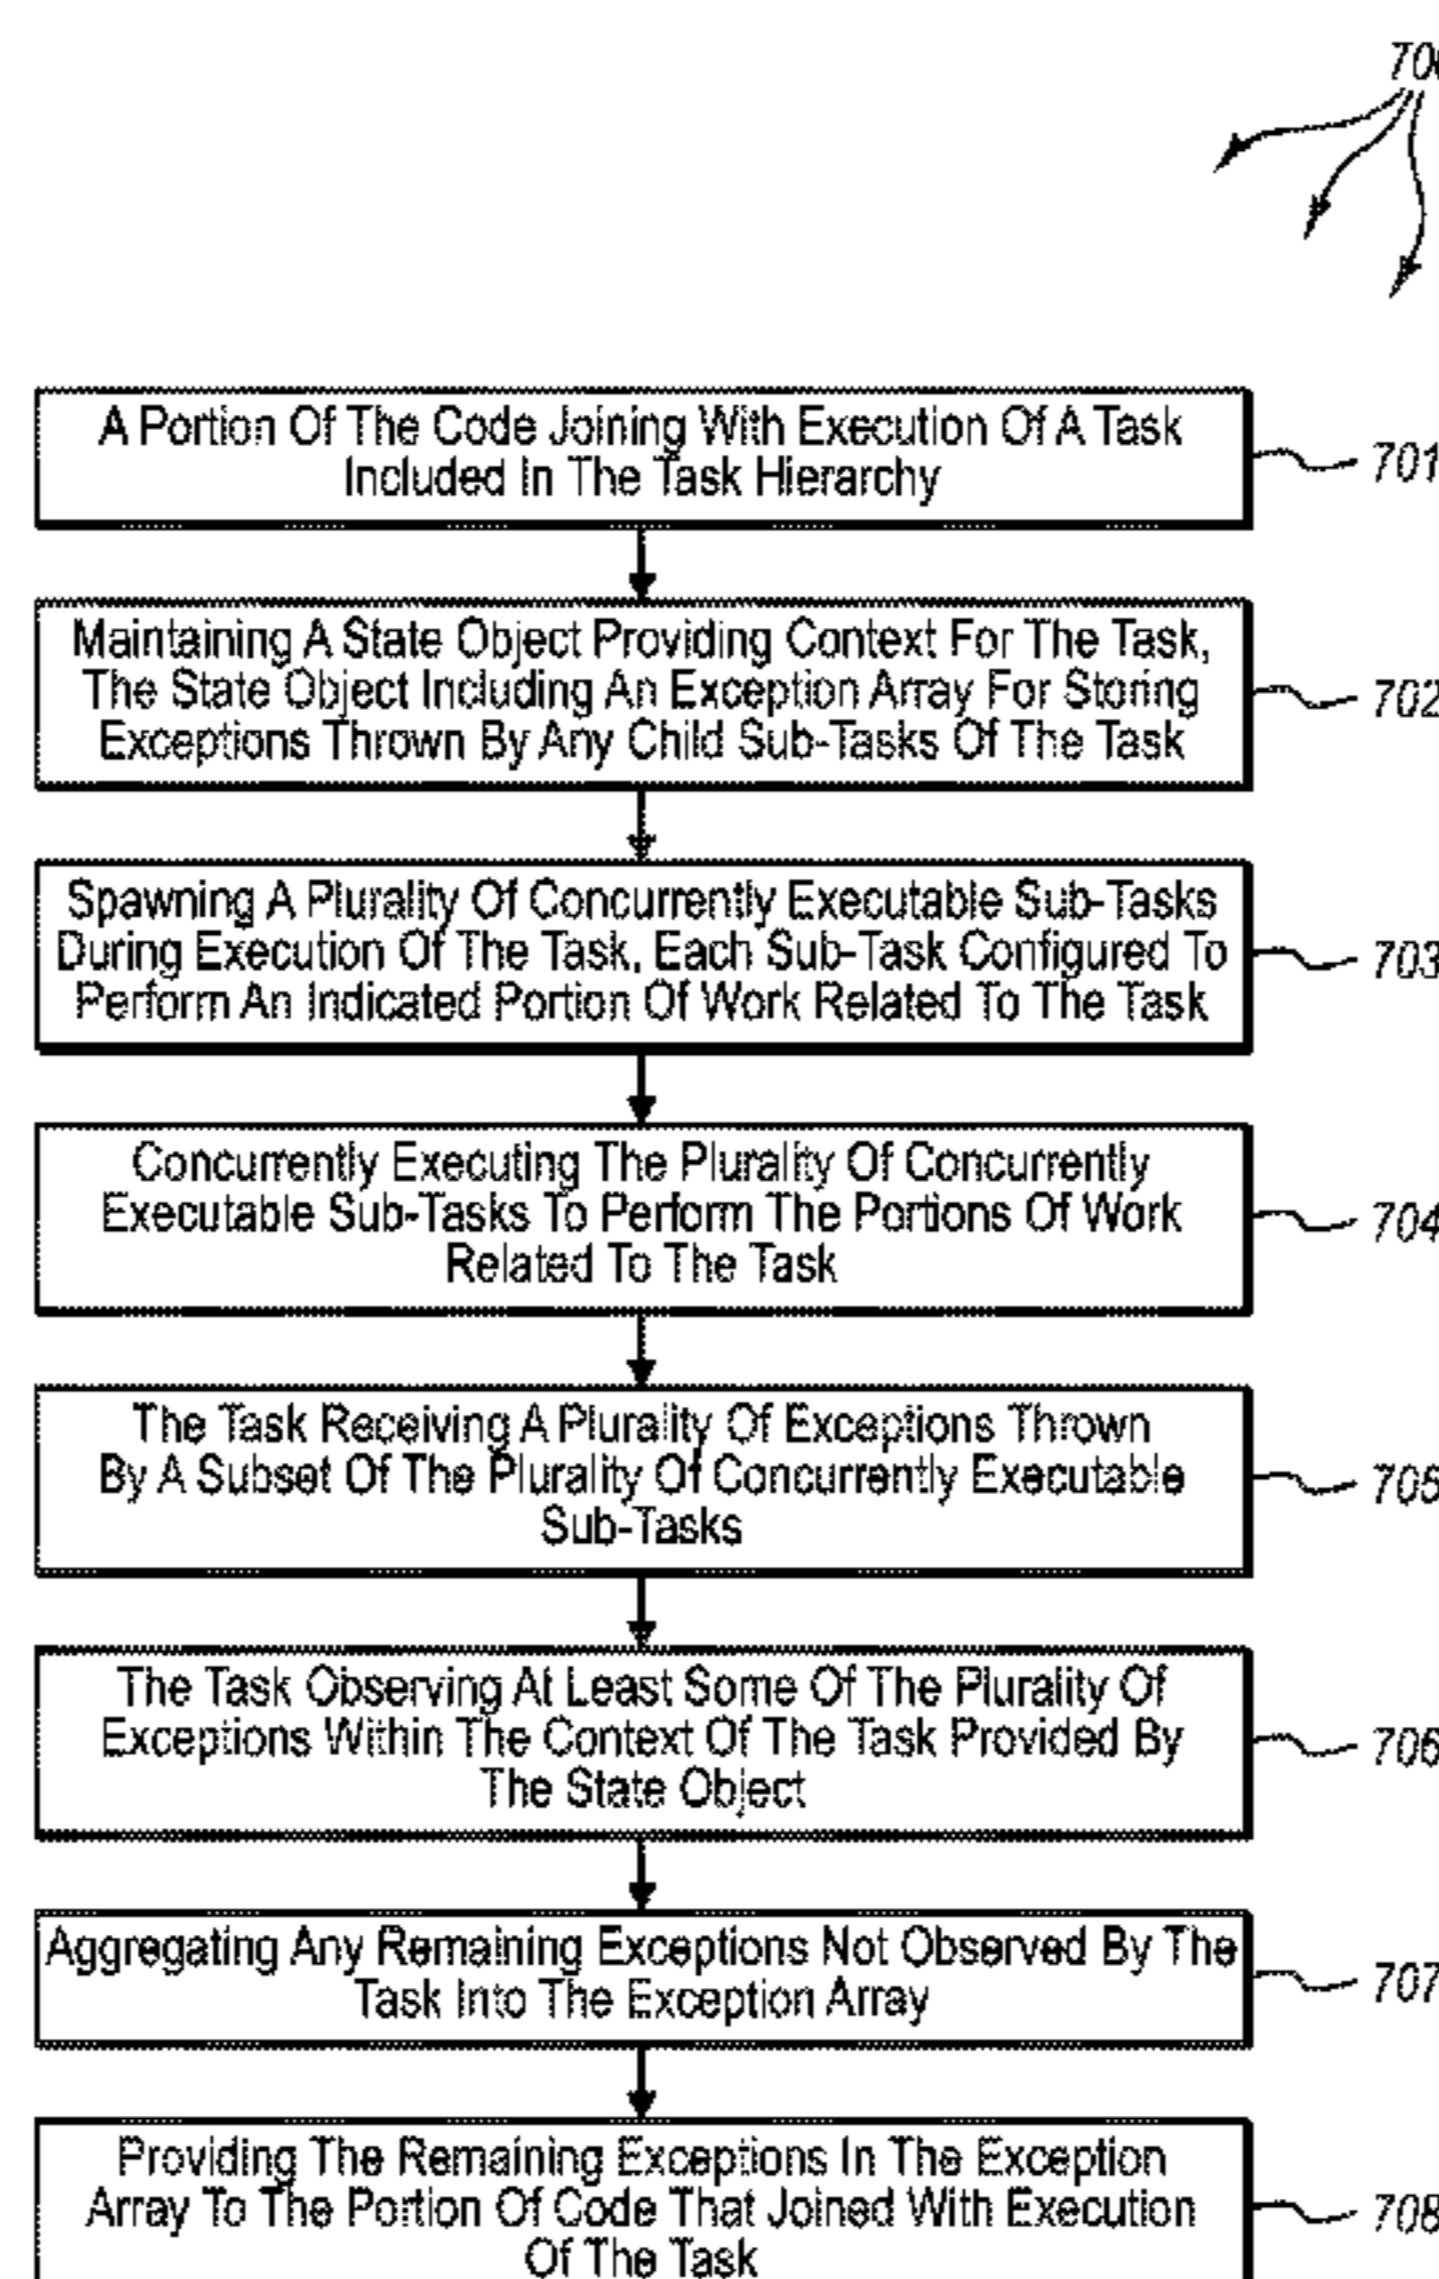 700
A Portion Of The Code Joining With Execution Of A Task
Included In The Task Hierarchy
701
Maintaining A State Object Providing Context For The Task,
The State Object Including An Exception Array For Storing
Exceptions Thrown By Any Child Sub-Tasks Of The Task
702
Spawning A Plurality Of Concurrently Executable Sub-Tasks
During Execution Of The Task, Each Sub-Task Configured To
Perform An Indicated Portion Of Work Related To The Task
703
Concurrently Executing The Plurality Of Concurrently
Executable Sub-Tasks To Perform The Portions Of Work
Related To The Task
704
The Task Receiving A Plurality Of Exceptions Thrown
By A Subset Of The Plurality Of Concurrently Executable
Sub-Tasks
705
The Task Observing At Least Some Of The Plurality Of
Exceptions Within The Context Of The Task Provided By
The State Object
706
Aggregating Any Remaining Exceptions Not Observed By The
Task Into The Exception Array
707
Providing The Remaining Exceptions In The Exception
Array To The Portion Of Code That Joined With Execution
Of The Task
708